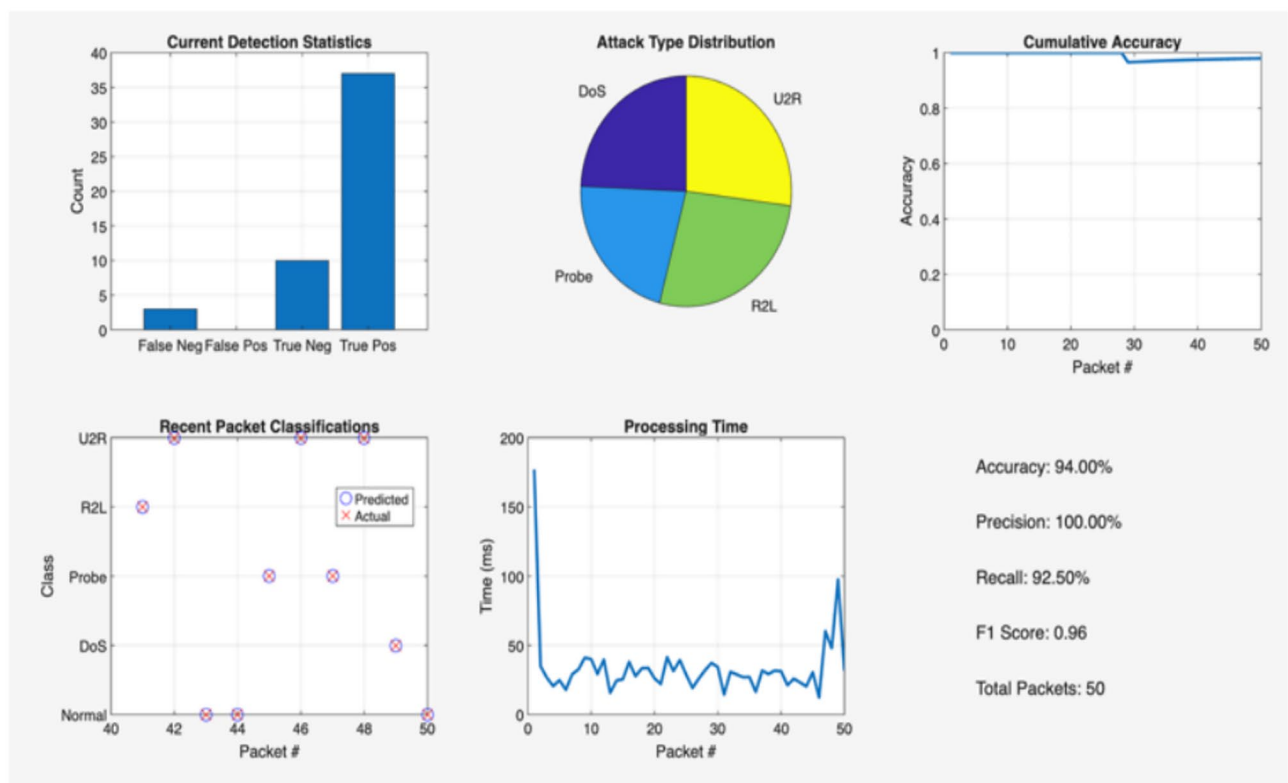 Current Detection Statistics
40
35
30
25
20
15
10
5
0
Count
False Neg False Pos True Neg True Pos
Attack Type Distribution
DoS
U2R
Probe
R2L
Cumulative Accuracy
1
0.8
0.6
0.4
0.2
0
Accuracy
0 10 20 30 40 50
Packet #
Recent Packet Classifications
U2R
R2L
Probe
DoS
Normal
Class
Predicted
Actual
40 42 44 46 48 50
Packet #
Processing Time
200
150
100
50
0
Time (ms)
0 10 20 30 40 50
Packet #
Accuracy: 94.00%
Precision: 100.00%
Recall: 92.50%
F1 Score: 0.96
Total Packets: 50